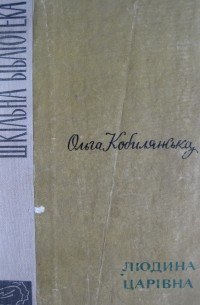 ШКІЛЬНА БІБЛІОТЕКА
Ольга Кобилянська
ЛЮДИНА
ЦАРІВНА